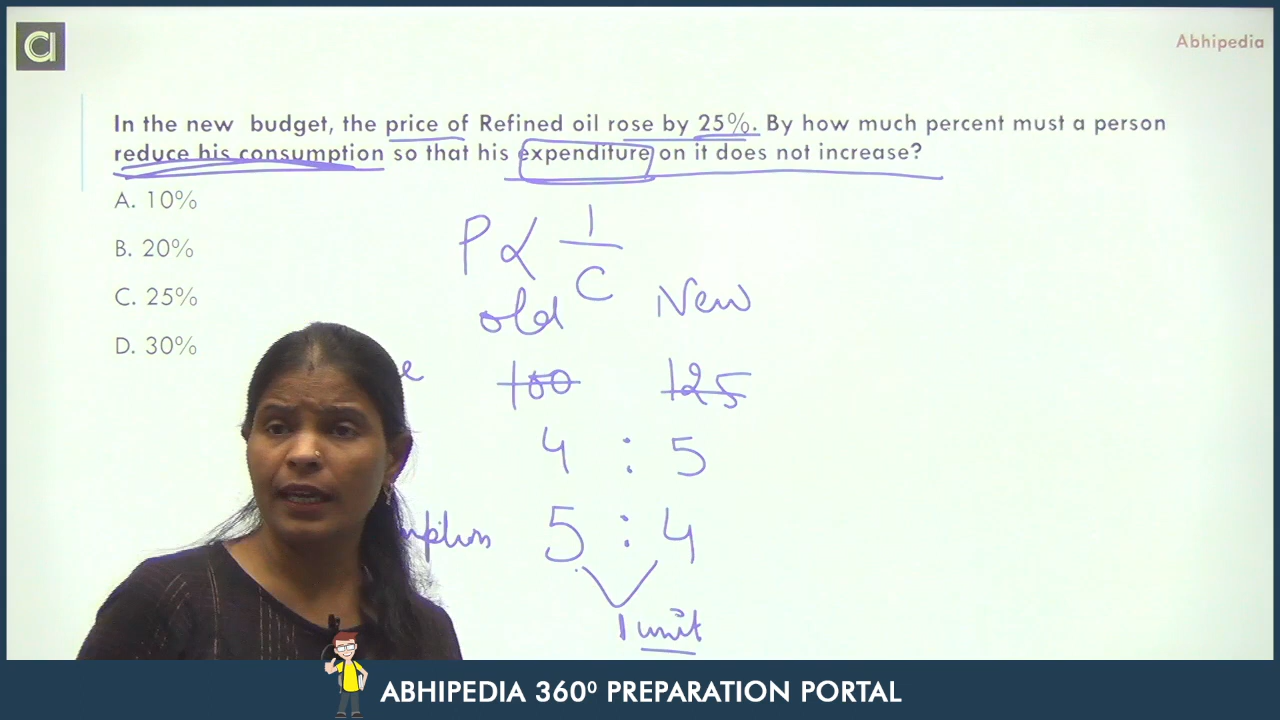 Abhipedia
In the new budget, the price of Refined oil rose by 25%. By how much percent must a person
reduce his consumption so that his expenditure on it does not increase?
A. 10%
B. 20%
C. 25%
D. 30%
P ∝ 1/C
old New
100 125
4 : 5
5 : 4
1 unit
ABHIPEDIA 360⁰ PREPARATION PORTAL